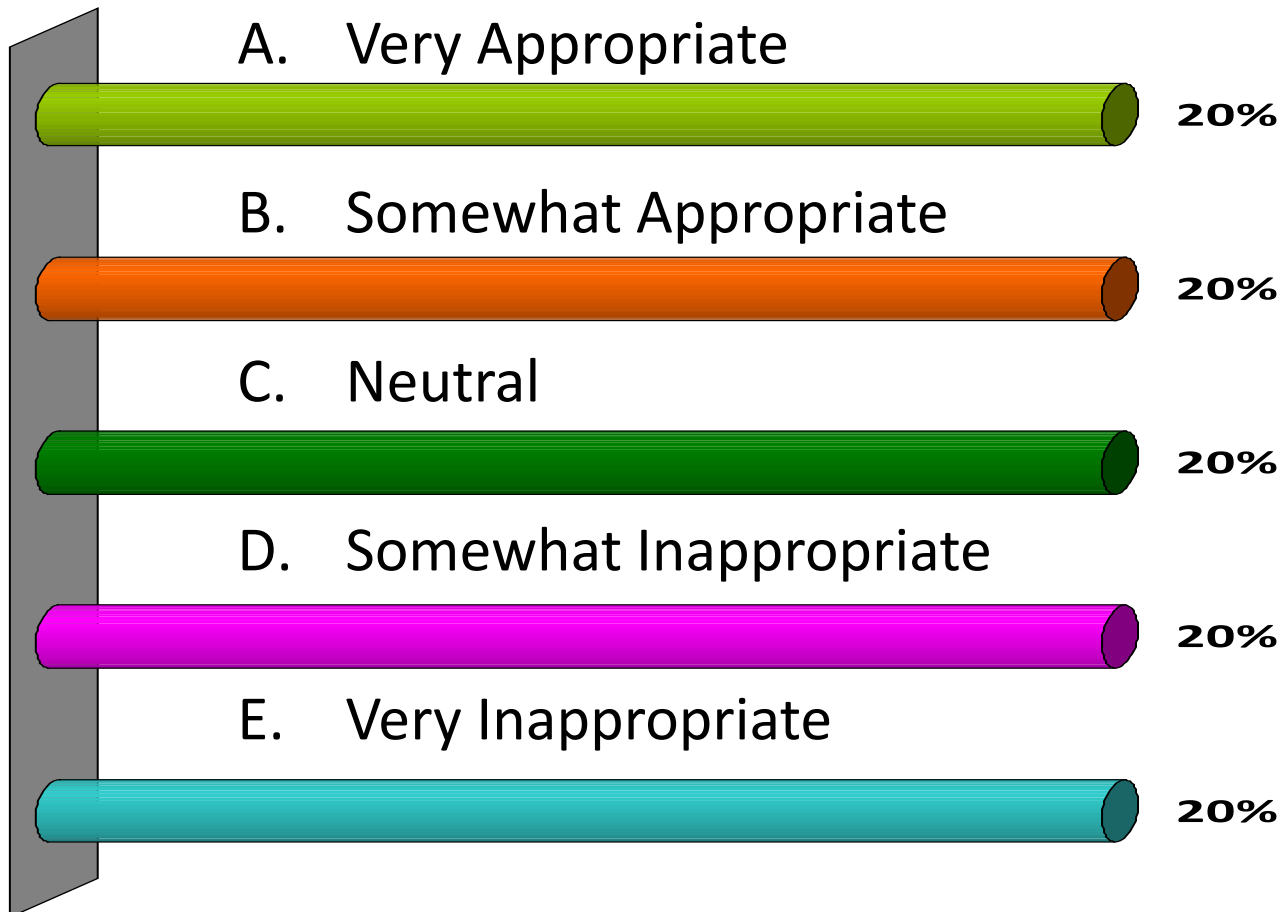 A. Very Appropriate
20%
B. Somewhat Appropriate
20%
C. Neutral
20%
D. Somewhat Inappropriate
20%
E. Very Inappropriate
20%